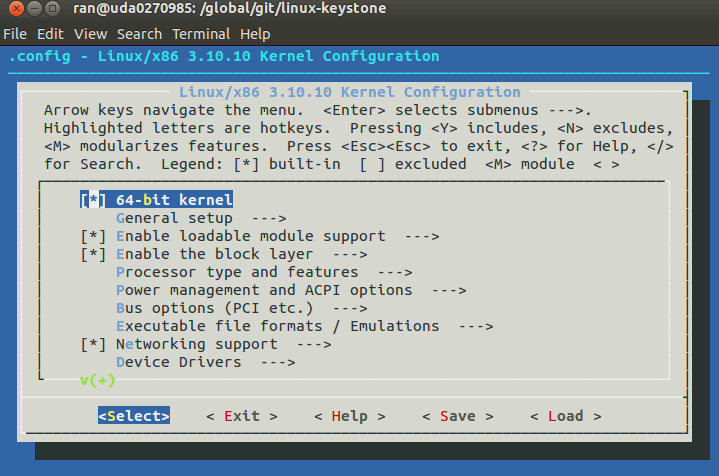 ran@uda0270985: /global/git/linux-keystone
File Edit View Search Terminal Help
.config - Linux/x86 3.10.10 Kernel Configuration
Linux/x86 3.10.10 Kernel Configuration
Arrow keys navigate the menu.  <Enter> selects submenus --->.
Highlighted letters are hotkeys.  Pressing <Y> includes, <N> excludes,
<M> modularizes features.  Press <Esc><Esc> to exit, <?> for Help, </>
for Search.  Legend: [*] built-in  [ ] excluded  <M> module  < >
[*] 64-bit kernel
General setup  --->
[*] Enable loadable module support  --->
[*] Enable the block layer  --->
Processor type and features  --->
Power management and ACPI options  --->
Bus options (PCI etc.)  --->
Executable file formats / Emulations  --->
[*] Networking support  --->
Device Drivers  --->
v(+)
<Select>    < Exit >    < Help >    < Save >    < Load >